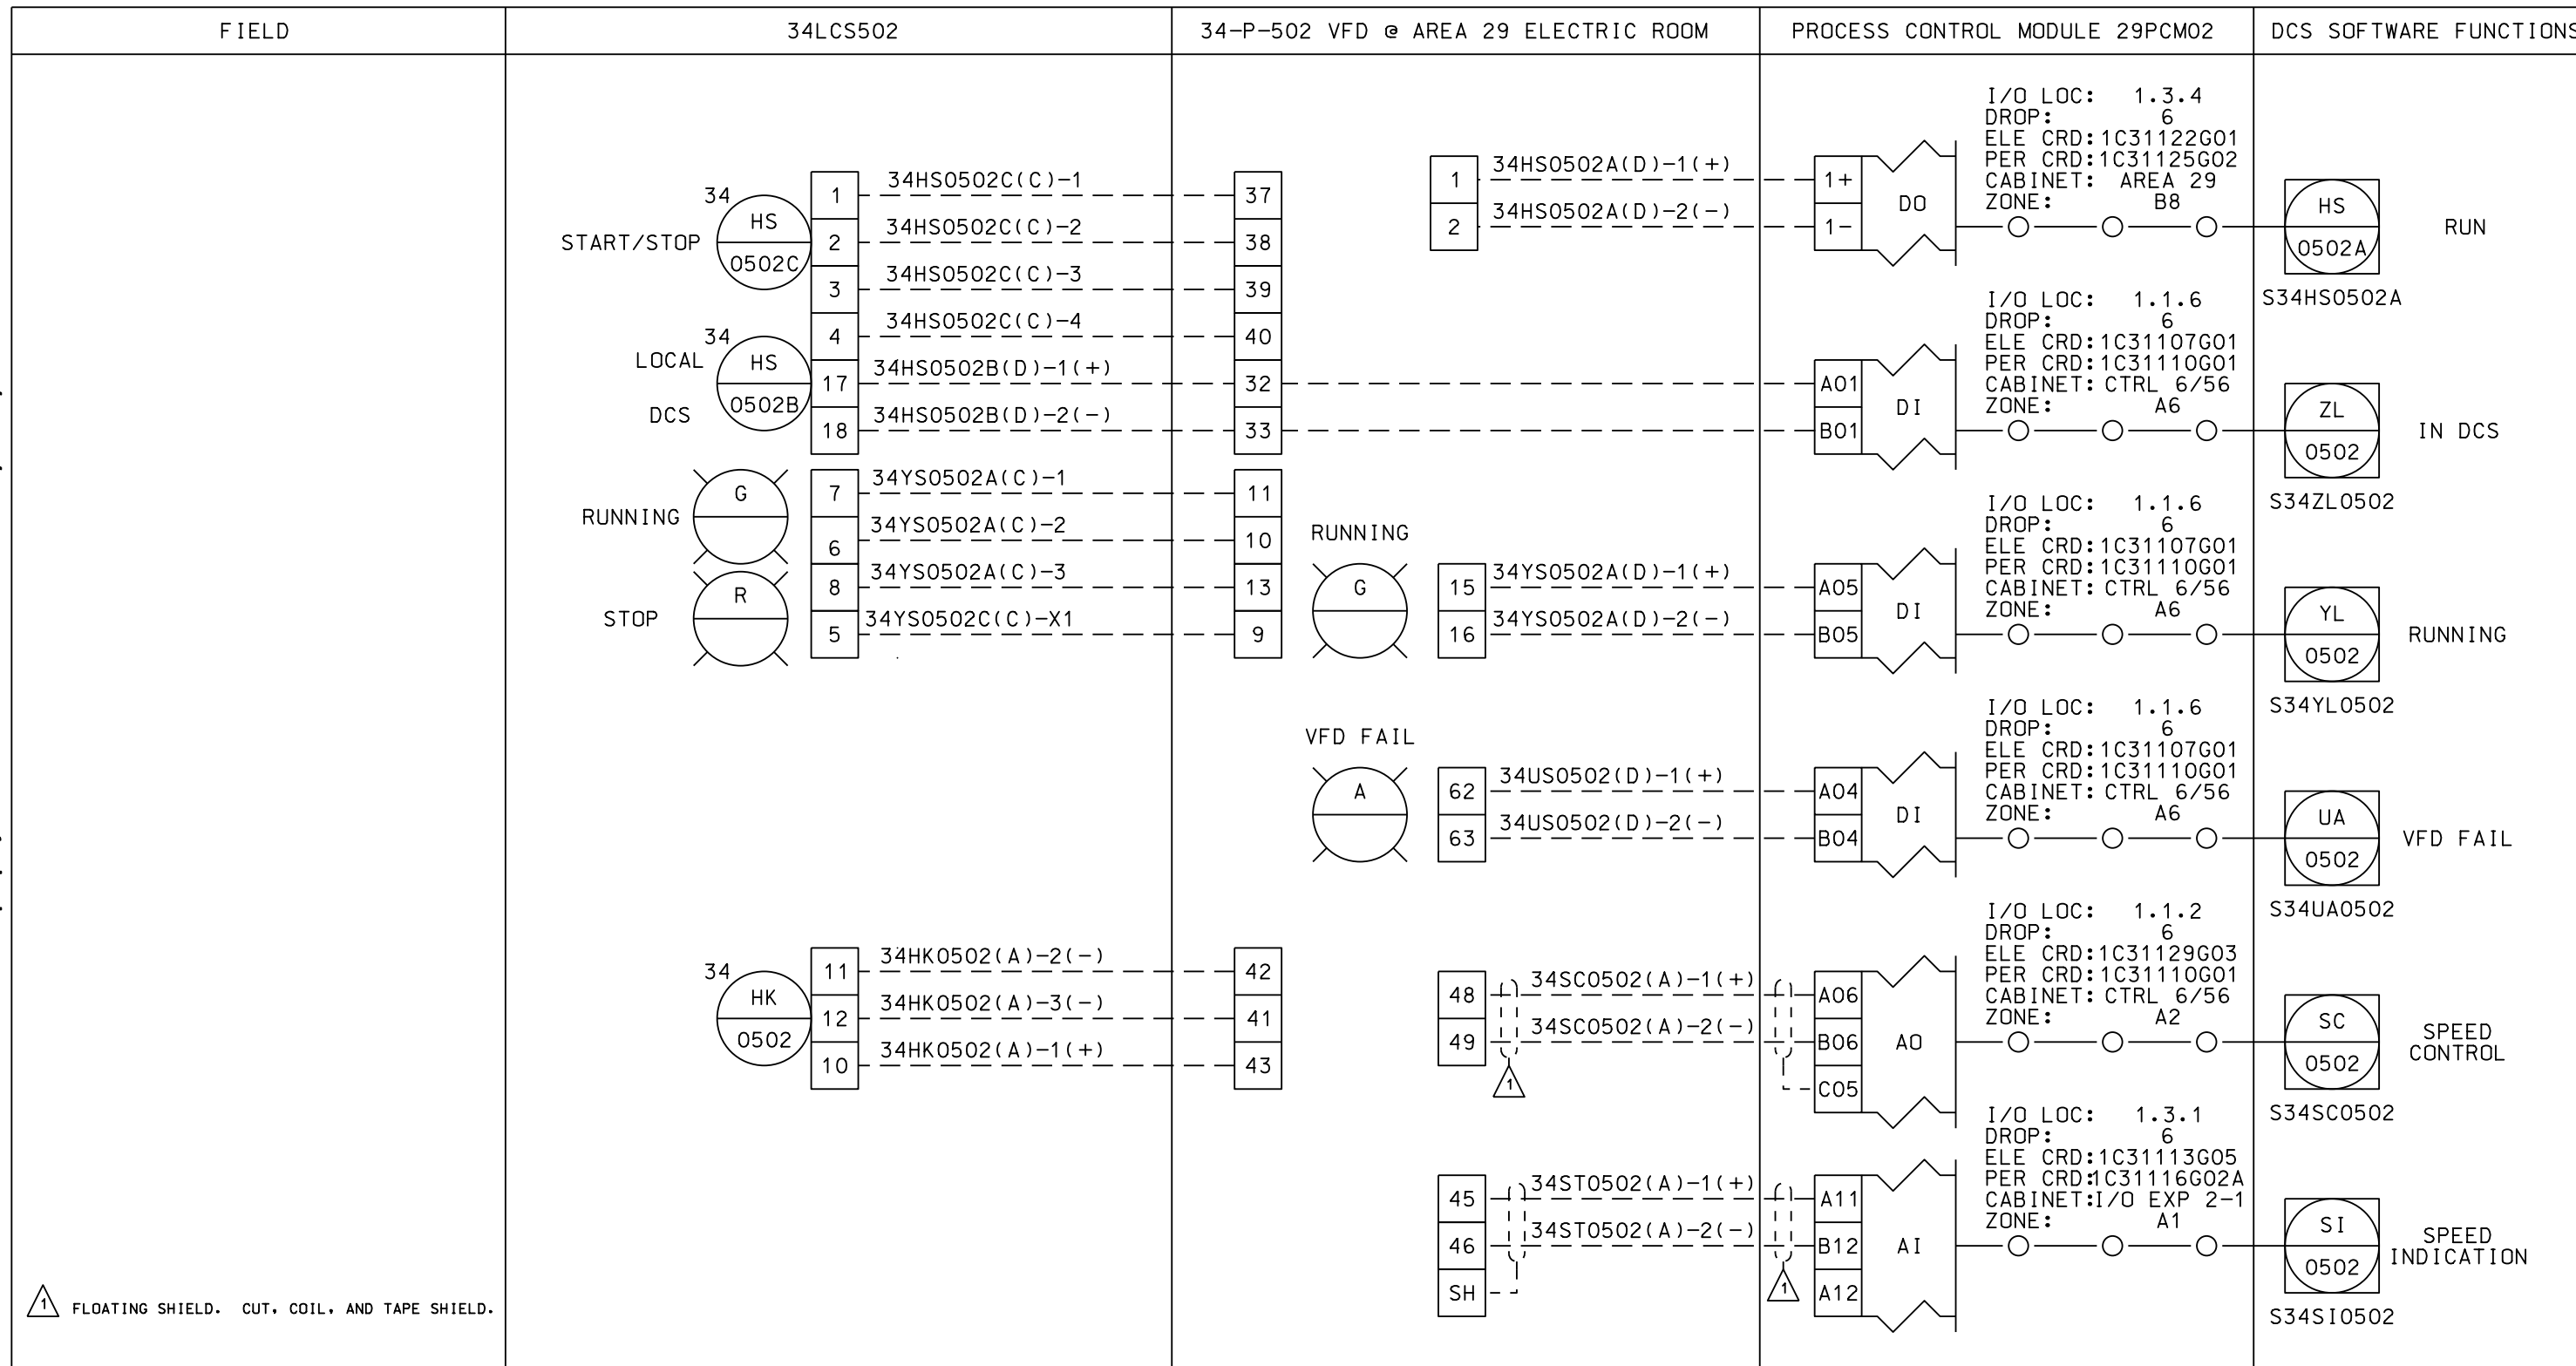 FIELD
34LCS502
34-P-502 VFD @ AREA 29 ELECTRIC ROOM
PROCESS CONTROL MODULE 29PCM02
DCS SOFTWARE FUNCTIONS
START/STOP
34
HS
0502C
1
34HS0502C(C)-1
37
2
34HS0502C(C)-2
38
3
34HS0502C(C)-3
39
4
34HS0502C(C)-4
40
1
34HS0502A(D)-1(+)
1+
2
34HS0502A(D)-2(-)
1-
DO
I/O LOC: 1.3.4
DROP: 6
ELE CRD:1C31122G01
PER CRD:1C31125G02
CABINET: AREA 29
ZONE: B8
HS
0502A
S34HS0502A
RUN
LOCAL
DCS
34
HS
0502B
17
34HS0502B(D)-1(+)
32
A01
18
34HS0502B(D)-2(-)
33
B01
DI
I/O LOC: 1.1.6
DROP: 6
ELE CRD:1C31107G01
PER CRD:1C31110G01
CABINET: CTRL 6/56
ZONE: A6
ZL
0502
S34ZL0502
IN DCS
RUNNING
G
7
34YS0502A(C)-1
11
6
34YS0502A(C)-2
10
STOP
R
8
34YS0502A(C)-3
13
5
34YS0502C(C)-X1
9
RUNNING
G
15
34YS0502A(D)-1(+)
A05
16
34YS0502A(D)-2(-)
B05
DI
I/O LOC: 1.1.6
DROP: 6
ELE CRD:1C31107G01
PER CRD:1C31110G01
CABINET: CTRL 6/56
ZONE: A6
YL
0502
S34YL0502
RUNNING
VFD FAIL
A
62
34US0502(D)-1(+)
A04
63
34US0502(D)-2(-)
B04
DI
I/O LOC: 1.1.6
DROP: 6
ELE CRD:1C31107G01
PER CRD:1C31110G01
CABINET: CTRL 6/56
ZONE: A6
UA
0502
S34UA0502
VFD FAIL
34
HK
0502
11
34HK0502(A)-2(-)
42
12
34HK0502(A)-3(-)
41
10
34HK0502(A)-1(+)
43
48
34SC0502(A)-1(+)
A06
49
34SC0502(A)-2(-)
B06
1
C05
AO
I/O LOC: 1.1.2
DROP: 6
ELE CRD:1C31129G03
PER CRD:1C31110G01
CABINET: CTRL 6/56
ZONE: A2
SC
0502
S34SC0502
SPEED
CONTROL
45
34ST0502(A)-1(+)
A11
46
34ST0502(A)-2(-)
B12
SH
1
A12
AI
I/O LOC: 1.3.1
DROP: 6
ELE CRD:1C31113G05
PER CRD:1C31116G02A
CABINET:I/O EXP 2-1
ZONE: A1
SI
0502
S34SI0502
SPEED
INDICATION
1 FLOATING SHIELD. CUT, COIL, AND TAPE SHIELD.